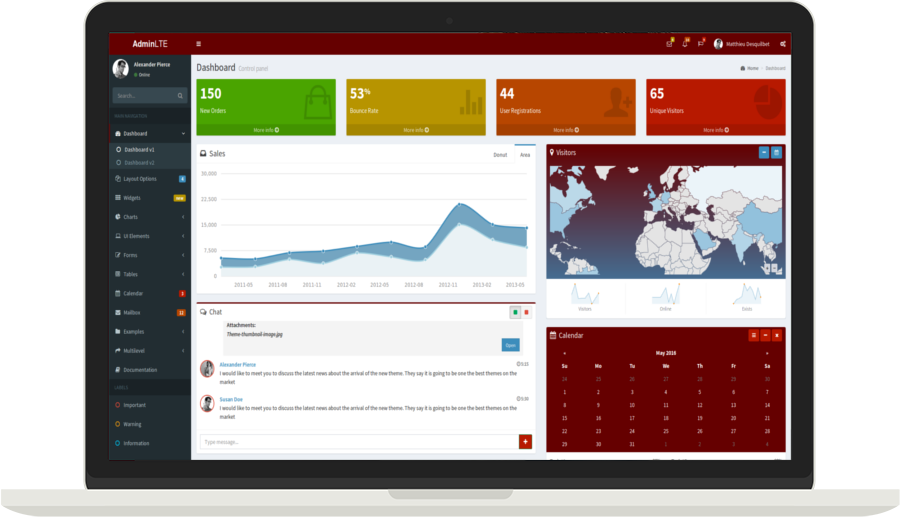 AdminLTE
Matthieu Desquilbet
Alexander Pierce
Online
Search...
MAIN NAVIGATION
Dashboard
Dashboard v1
Dashboard v2
Layout Options 4
Widgets new
Charts
UI Elements
Forms
Tables
Calendar 3
Mailbox 12
Examples
Multilevel
Documentation
LABELS
Important
Warning
Information
Dashboard Control panel
Home > Dashboard
150
New Orders
More info
53%
Bounce Rate
More info
44
User Registrations
More info
65
Unique Visitors
More info
Sales
Donut Area
30,000
22,500
15,000
7,500
0
2011-05 2011-08 2011-11 2012-02 2012-05 2012-08 2012-11 2013-02 2013-05
Chat
Attachments:
Theme-thumbnail-image.jpg
Open
Alexander Pierce 5:15
I would like to meet you to discuss the latest news about the arrival of the new theme. They say it is going to be one the best themes on the
market
Susan Doe 5:30
I would like to meet you to discuss the latest news about the arrival of the new theme. They say it is going to be one the best themes on the
market
Type message...
Visitors
Visitors Online Exists
Calendar
« May 2016 »
Su Mo Tu We Th Fr Sa
24 25 26 27 28 29 30
1 2 3 4 5 6 7
8 9 10 11 12 13 14
15 16 17 18 19 20 21
22 23 24 25 26 27 28
29 30 31 1 2 3 4